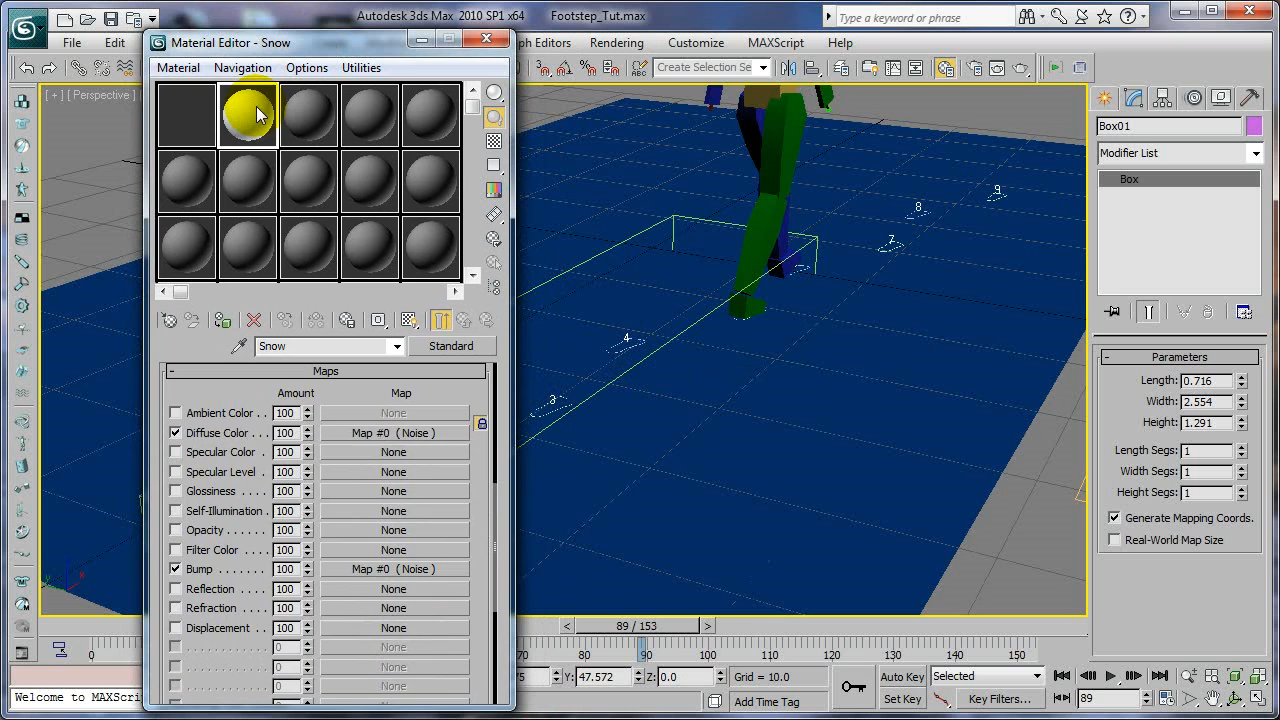 Autodesk 3ds Max 2010 SP1 x64 Footstep_Tut.max
Type a keyword or phrase
File Edit
Rendering Customize MAXScript Help
Create Selection Se
Material Editor - Snow
Material Navigation Options Utilities
[ + ] [ Perspective ]
Snow
Standard
Maps
Amount Map
Ambient Color . . 100 None
Diffuse Color . . . 100 Map #0 ( Noise )
Specular Color . 100 None
Specular Level . 100 None
Glossiness . . . . 100 None
Self-Illumination . 100 None
Opacity . . . . . . 100 None
Filter Color . . . . 100 None
Bump . . . . . . . 100 Map #0 ( Noise )
Reflection . . . . 100 None
Refraction . . . . 100 None
Displacement . . 100 None
0
0
0
9
8
7
4
3
Box01
Modifier List
Box
Parameters
Length: 0.716
Width: 2.554
Height: 1.291
Length Segs: 1
Width Segs: 1
Height Segs: 1
Generate Mapping Coords.
Real-World Map Size
< 89 / 153 >
0 70 80 90 100 110 120 130 140 150
Y: 47.572 Z: 0.0 Grid = 10.0
Auto Key Selected
Set Key Key Filters... 89
Add Time Tag
Welcome to MAXScri